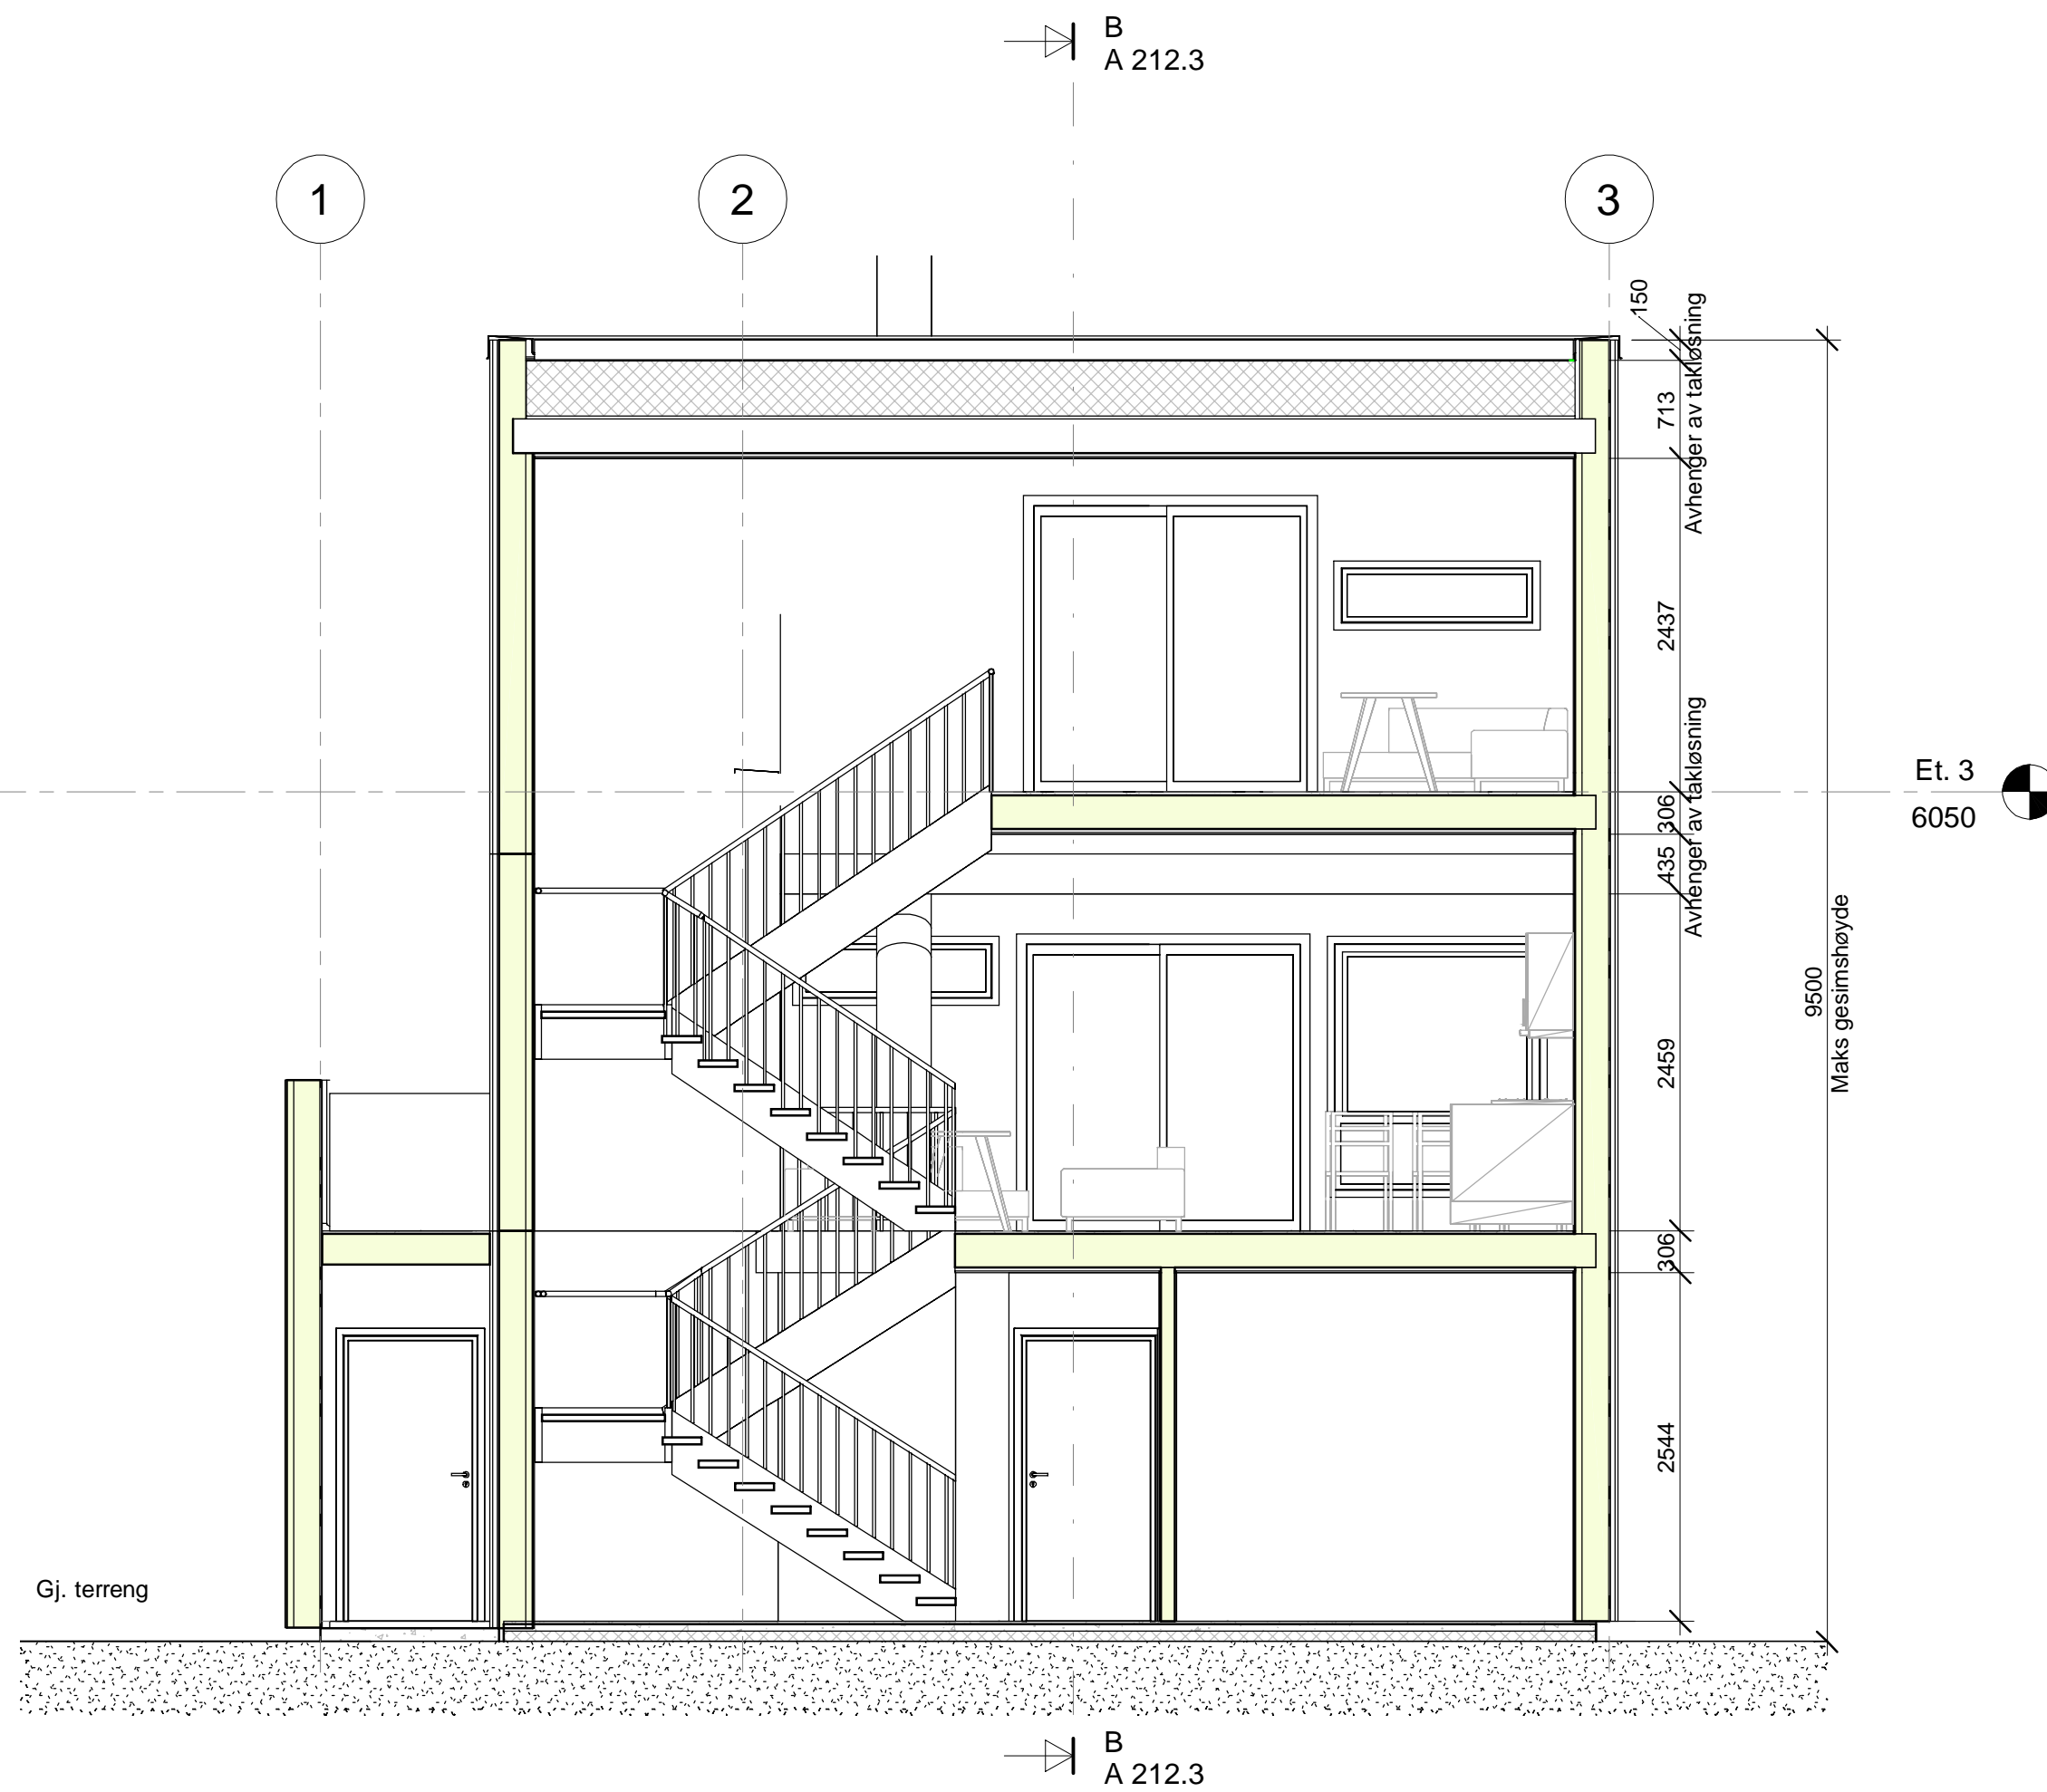 B
A 212.3
1
2
3
150
Avhenger av takløsning
713
2437
Avhenger av takløsning
Et. 3
6050
306
435
9500
Maks gesimshøyde
2459
306
2544
Gj. terreng
B
A 212.3